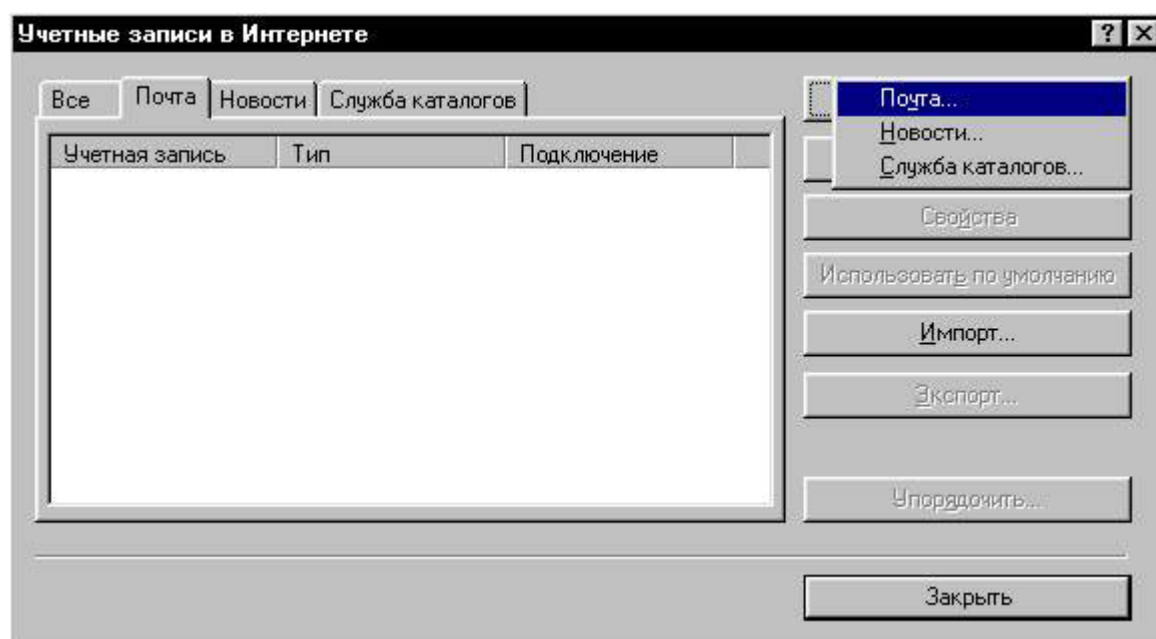 Учетные записи в Интернете
Все Почта Новости Служба каталогов
Учетная запись Тип Подключение
Почта...
Новости...
Служба каталогов...
Свойства
Использовать по умолчанию
Импорт...
Экспорт...
Упорядочить...
Закрыть